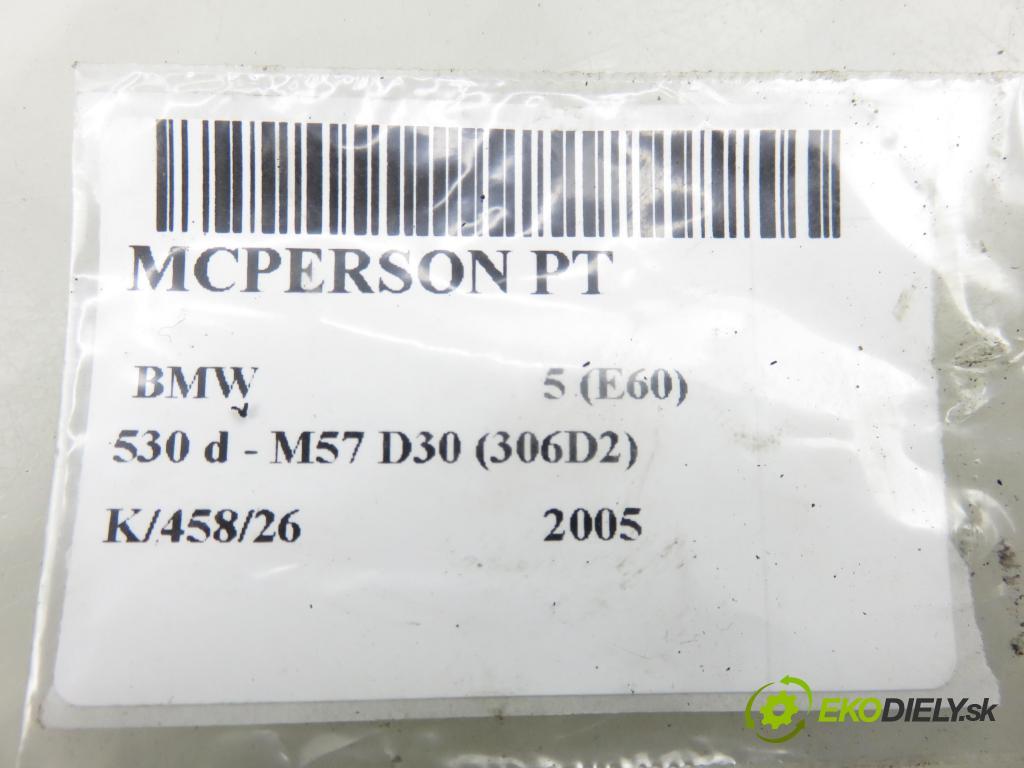 MCPERSON PT
BMW 5 (E60)
530 d - M57 D30 (306D2)
K/458/26 2005
EKODIELY.sk